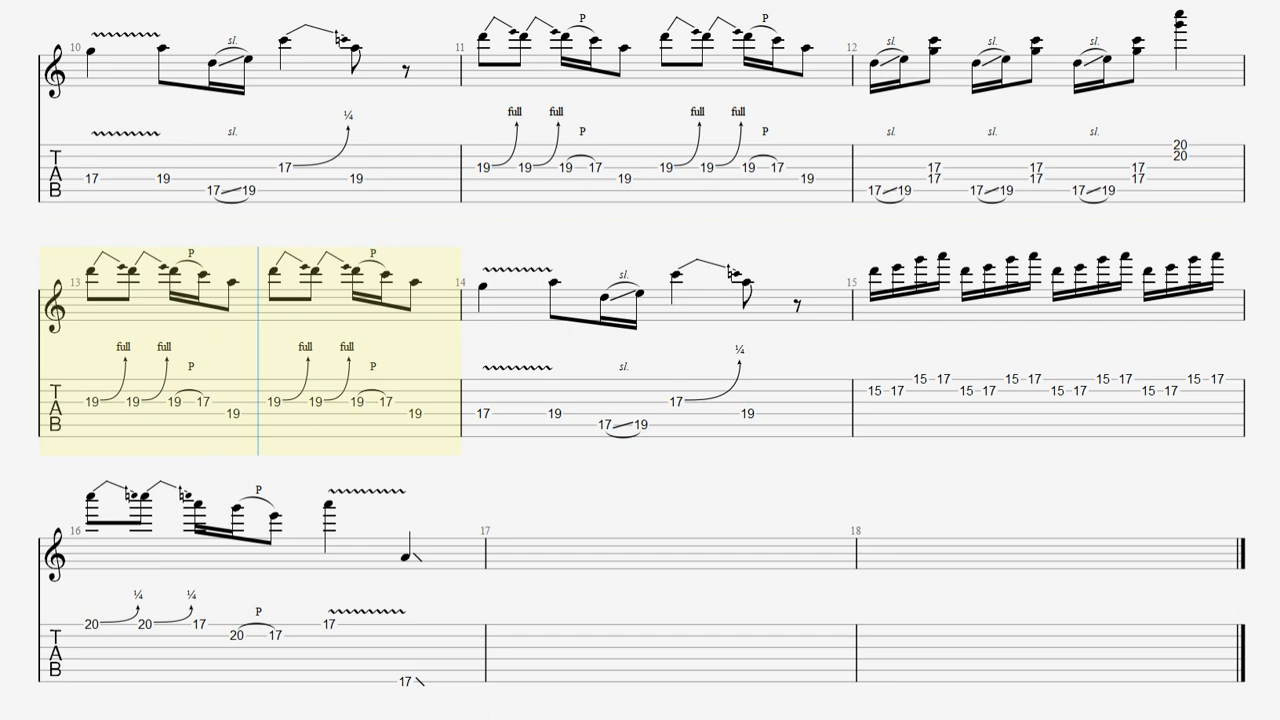 10 sl. 11 P P 12 sl. sl. sl.
sl. ¼ full full P full full P sl. sl. sl.
T
A
B
17 19 17 19 17 19 19 19 19 17 19 19 19 19 17 19 17 19 17 17 17 19 17 17 17 19 17 17 20 20
13 P P 14 sl. 15
full full P full full P sl. ¼
T
A
B
19 19 19 17 19 19 19 19 17 19 17 19 17 19 17 19 15 17 15 17 15 17 15 17 15 17 15 17 15 17 15 17
16 P 17 18
¼ ¼ P
T
A
B
20 20 17 20 17 17 17